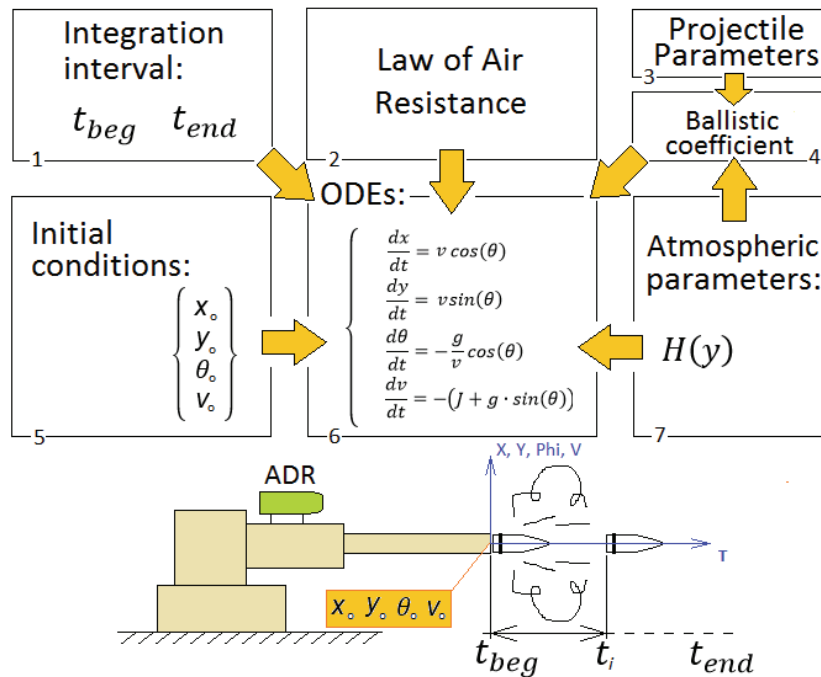 Integration
interval:
t_beg t_end
1
Law of Air
Resistance
2
Projectile
Parameters
3
Ballistic
coefficient
4
Initial
conditions:
x₀
y₀
θ₀
v₀
5
ODEs:
dx/dt = v cos(θ)
dy/dt = vsin(θ)
dθ/dt = -g/v cos(θ)
dv/dt = -(J + g · sin(θ))
6
Atmospheric
parameters:
H(y)
7
X, Y, Phi, V
ADR
T
x₀ y₀ θ₀ v₀
t_beg t_i t_end